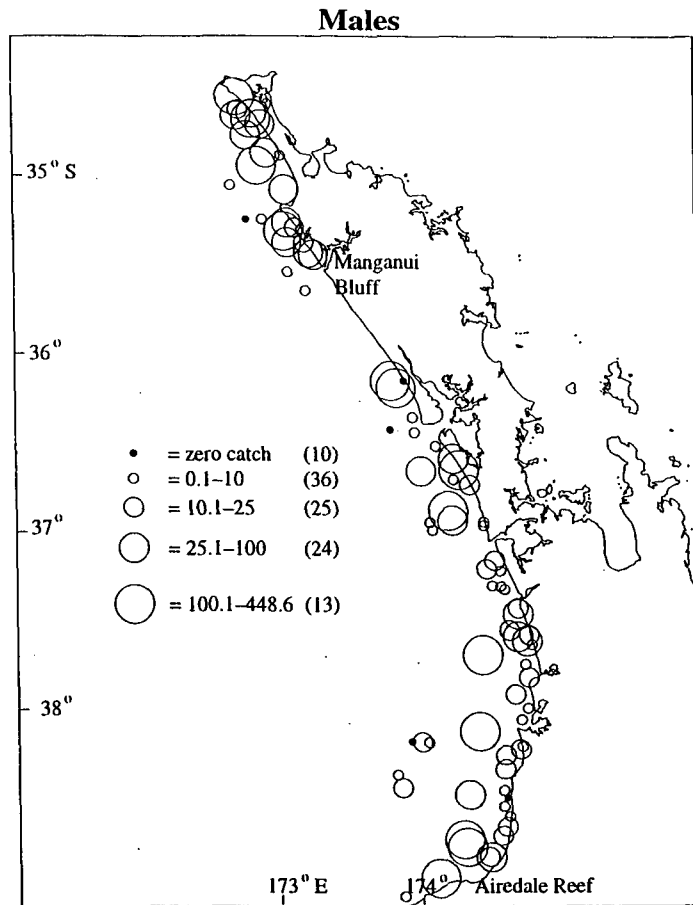 Males
35° S
Manganui
Bluff
36°
= zero catch (10)
= 0.1–10 (36)
= 10.1–25 (25)
37°
= 25.1–100 (24)
= 100.1–448.6 (13)
38°
173° E 174° Airedale Reef